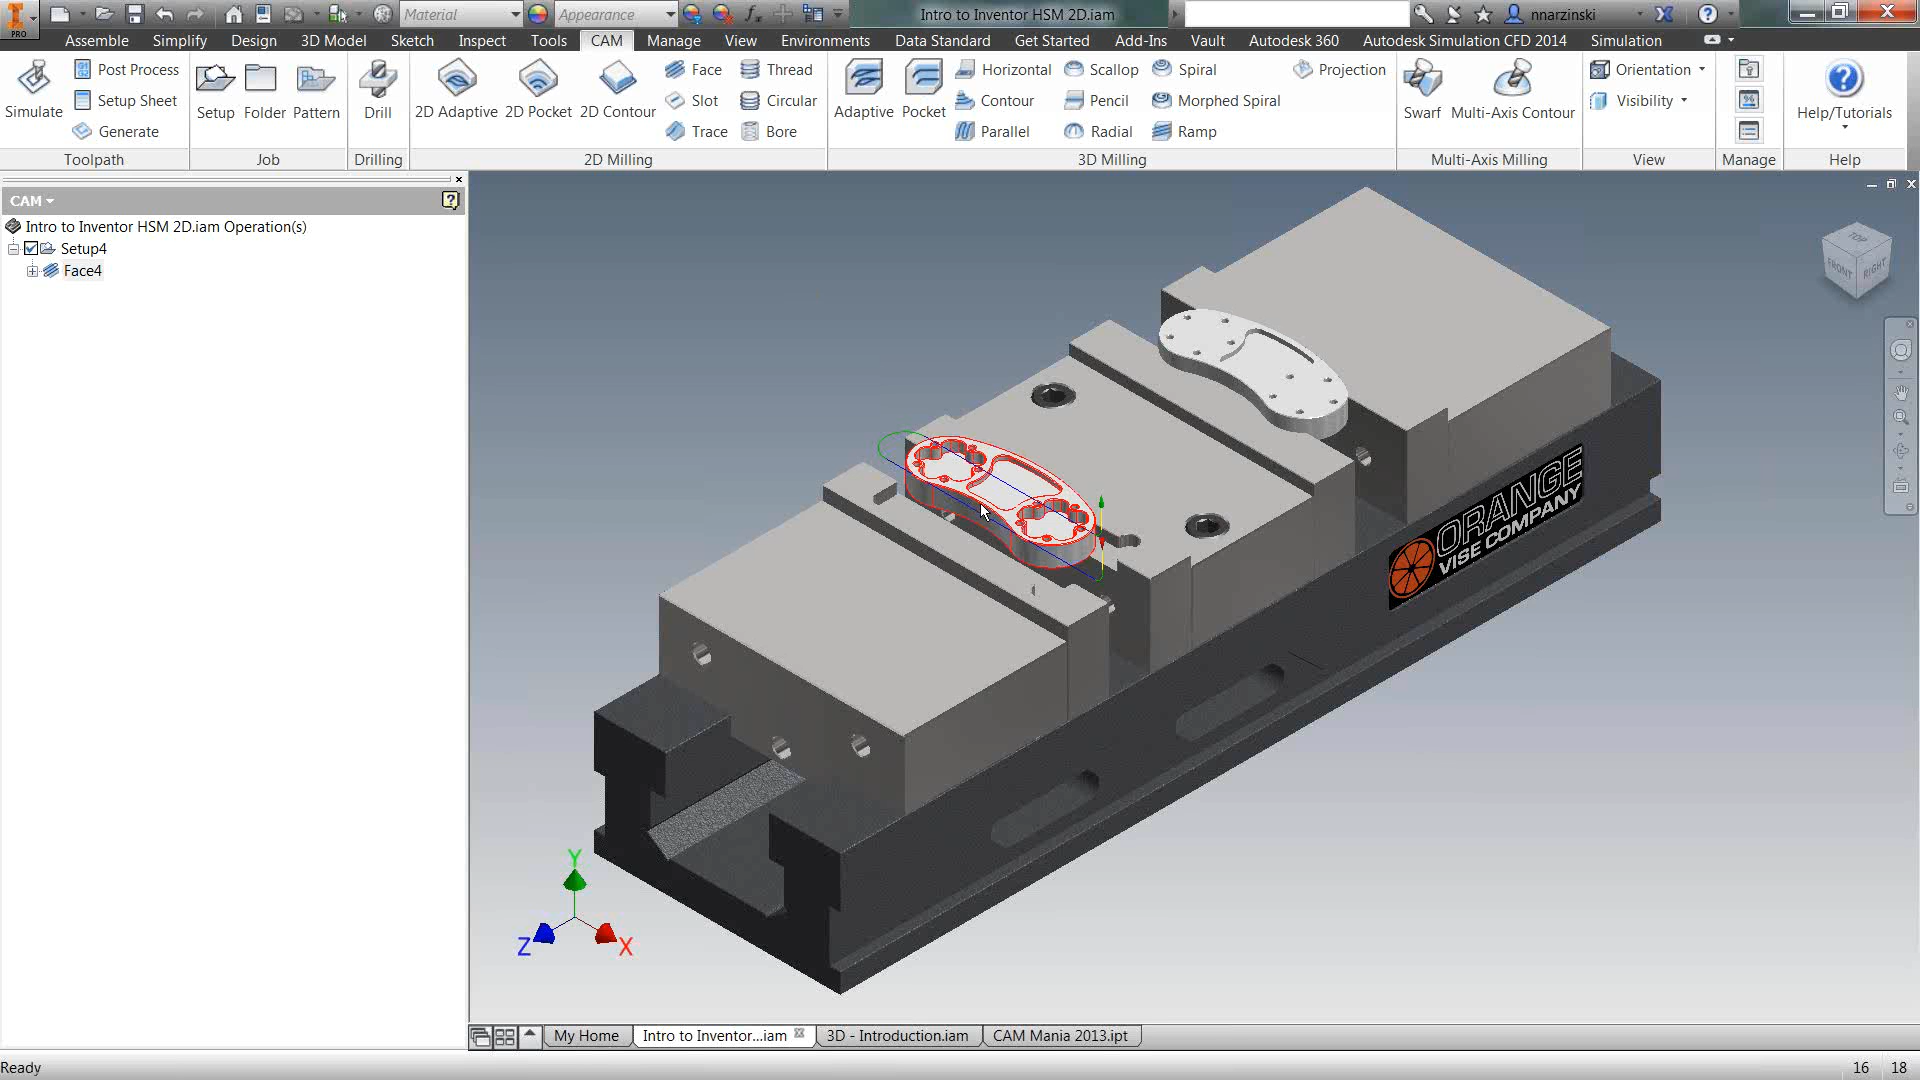 PRO Material Appearance Intro to Inventor HSM 2D.iam nnarzinski
Assemble Simplify Design 3D Model Sketch Inspect Tools CAM Manage View Environments Data Standard Get Started Add-Ins Vault Autodesk 360 Autodesk Simulation CFD 2014 Simulation
Post Process Face Thread Horizontal Scallop Spiral Projection Orientation
Simulate Setup Sheet Setup Folder Pattern Drill 2D Adaptive 2D Pocket 2D Contour Slot Circular Adaptive Pocket Contour Pencil Morphed Spiral Swarf Multi-Axis Contour Visibility Help/Tutorials
Generate Trace Bore Parallel Radial Ramp
Toolpath Job Drilling 2D Milling 3D Milling Multi-Axis Milling View Manage Help
CAM
Intro to Inventor HSM 2D.iam Operation(s)
Setup4
Face4
TOP
FRONT RIGHT
ORANGE
VISE COMPANY
Y
Z X
My Home Intro to Inventor...iam 3D - Introduction.iam CAM Mania 2013.ipt
Ready 16 18